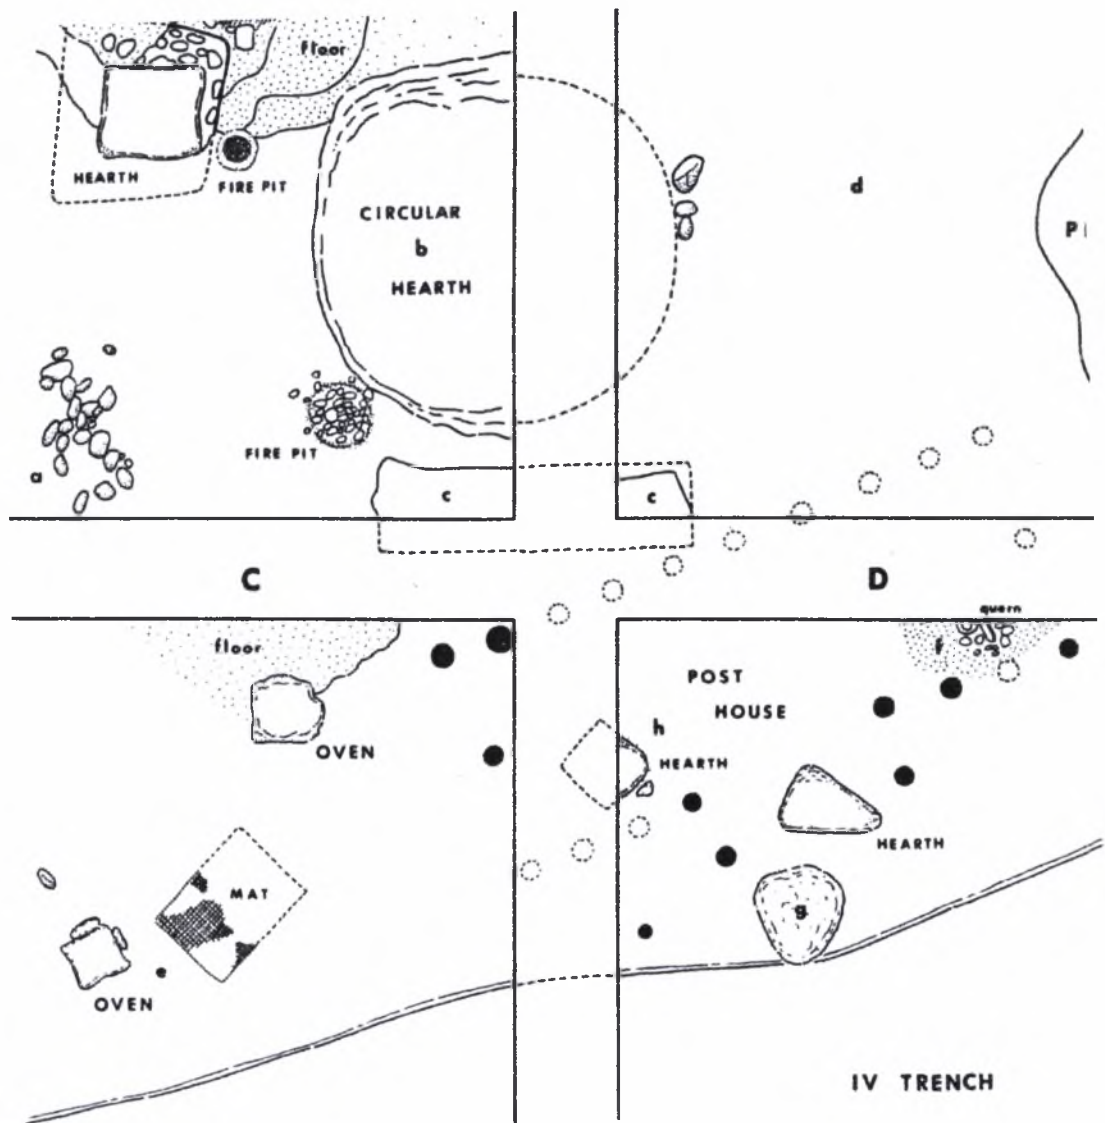 floor
HEARTH
FIRE PIT
CIRCULAR
b
HEARTH
d
P
a
FIRE PIT
c
c
C
D
floor
OVEN
quern
f
POST
HOUSE
h
HEARTH
HEARTH
MAT
g
e
OVEN
IV TRENCH